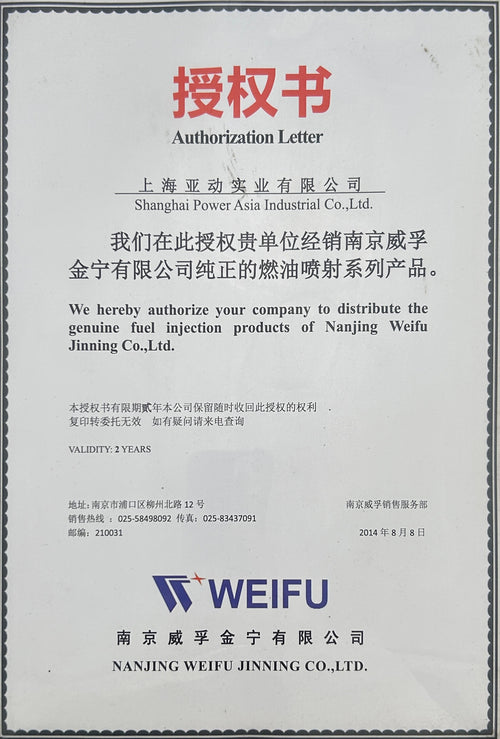 授权书
Authorization Letter
上海亚动实业有限公司
Shanghai Power Asia Industrial Co.,Ltd.
我们在此授权贵单位经销南京威孚
金宁有限公司纯正的燃油喷射系列产品。
We hereby authorize your company to distribute the
genuine fuel injection products of Nanjing Weifu
Jinning Co.,Ltd.
本授权书有限期贰年本公司保留随时收回此授权的权利
复印转委托无效 如有疑问请来电查询
VALIDITY: 2 YEARS
地址: 南京市浦口区柳州北路 12 号 南京威孚销售服务部
销售热线 : 025-58498092 传真: 025-83437091
邮编: 210031 2014 年 8 月 8 日
WEIFU
南京威孚金宁有限公司
NANJING WEIFU JINNING CO.,LTD.